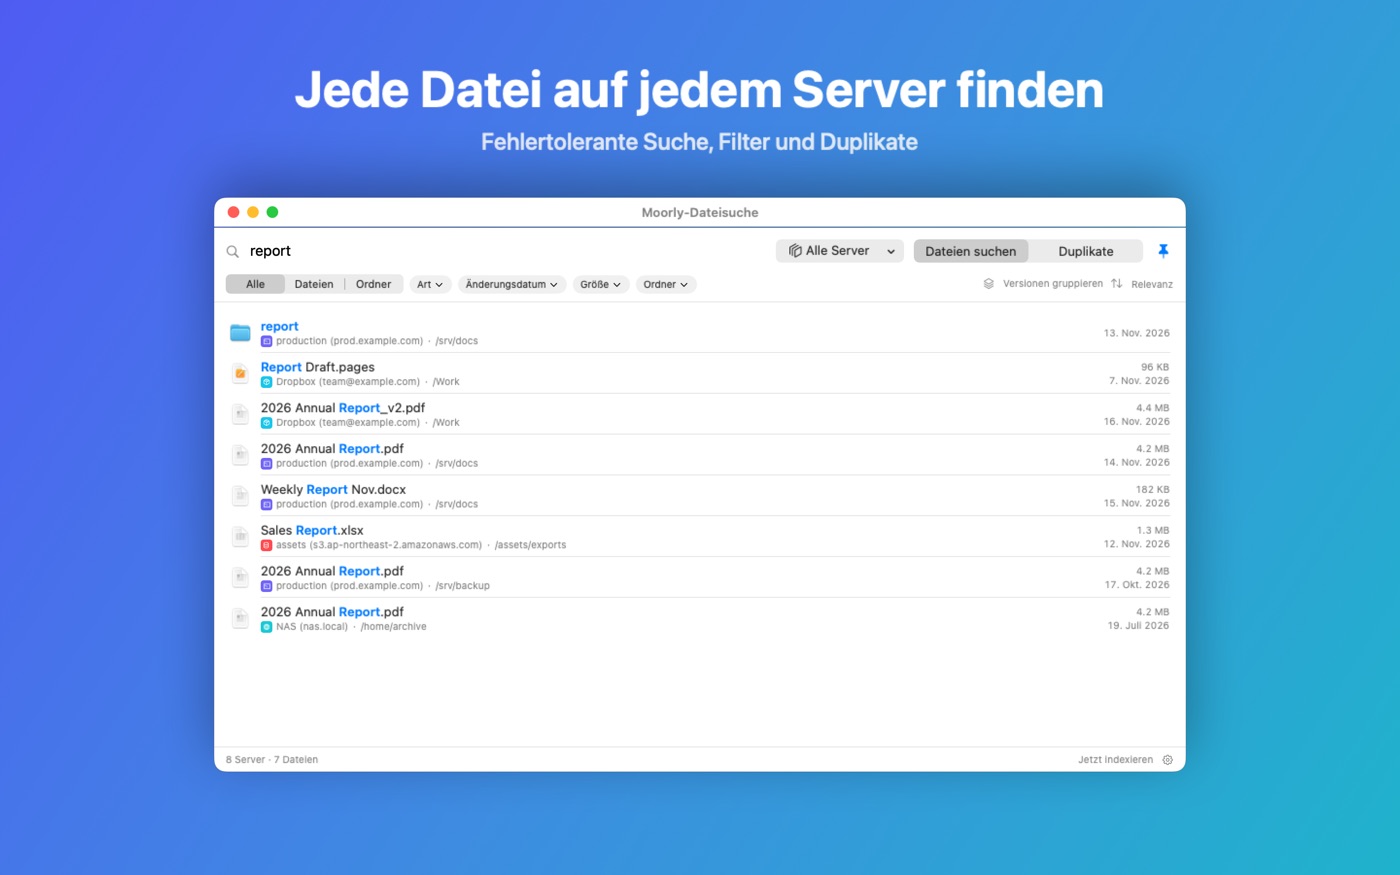 Jede Datei auf jedem Server finden
Fehlertolerante Suche, Filter und Duplikate
Moorly-Dateisuche
report
Alle Server
Dateien suchen
Duplikate
Alle
Dateien
Ordner
Art
Änderungsdatum
Größe
Ordner
Versionen gruppieren
Relevanz
report
production (prod.example.com) · /srv/docs
13. Nov. 2026
Report Draft.pages
96 KB
Dropbox (team@example.com) · /Work
7. Nov. 2026
2026 Annual Report_v2.pdf
4.4 MB
Dropbox (team@example.com) · /Work
16. Nov. 2026
2026 Annual Report.pdf
4.2 MB
production (prod.example.com) · /srv/docs
14. Nov. 2026
Weekly Report Nov.docx
182 KB
production (prod.example.com) · /srv/docs
15. Nov. 2026
Sales Report.xlsx
1.3 MB
assets (s3.ap-northeast-2.amazonaws.com) · /assets/exports
12. Nov. 2026
2026 Annual Report.pdf
4.2 MB
production (prod.example.com) · /srv/backup
17. Okt. 2026
2026 Annual Report.pdf
4.2 MB
NAS (nas.local) · /home/archive
19. Juli 2026
8 Server · 7 Dateien
Jetzt indexieren